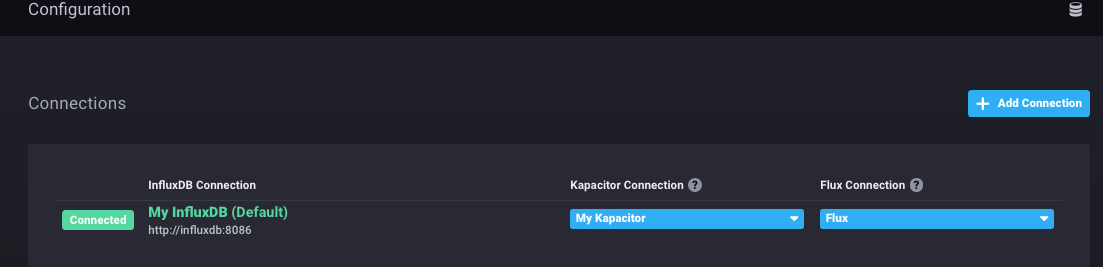 Configuration
Connections
Add Connection
InfluxDB Connection
Kapacitor Connection ?
Flux Connection ?
Connected
My InfluxDB (Default)
http://influxdb:8086
My Kapacitor
Flux